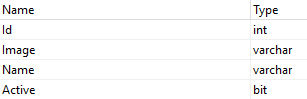 Name Type
Id int
Image varchar
Name varchar
Active bit